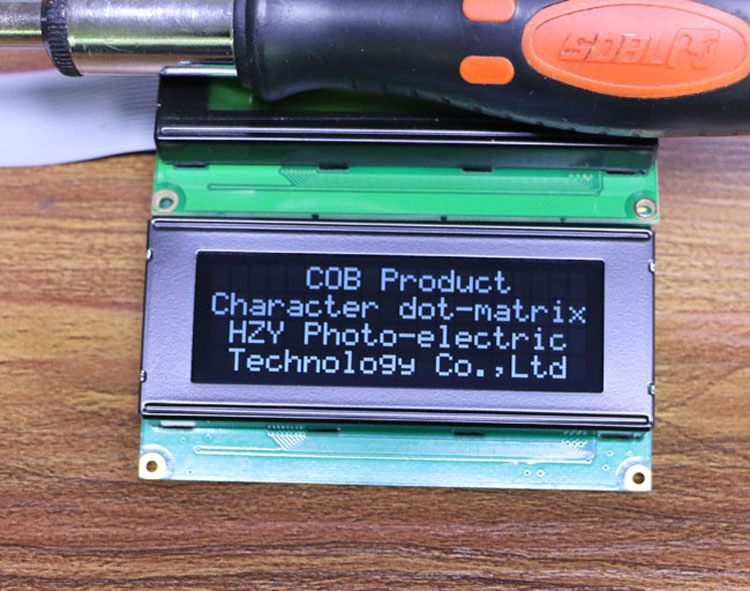 COB Product
Character dot-matrix
HZY Photo-electric
Technology Co.,Ltd